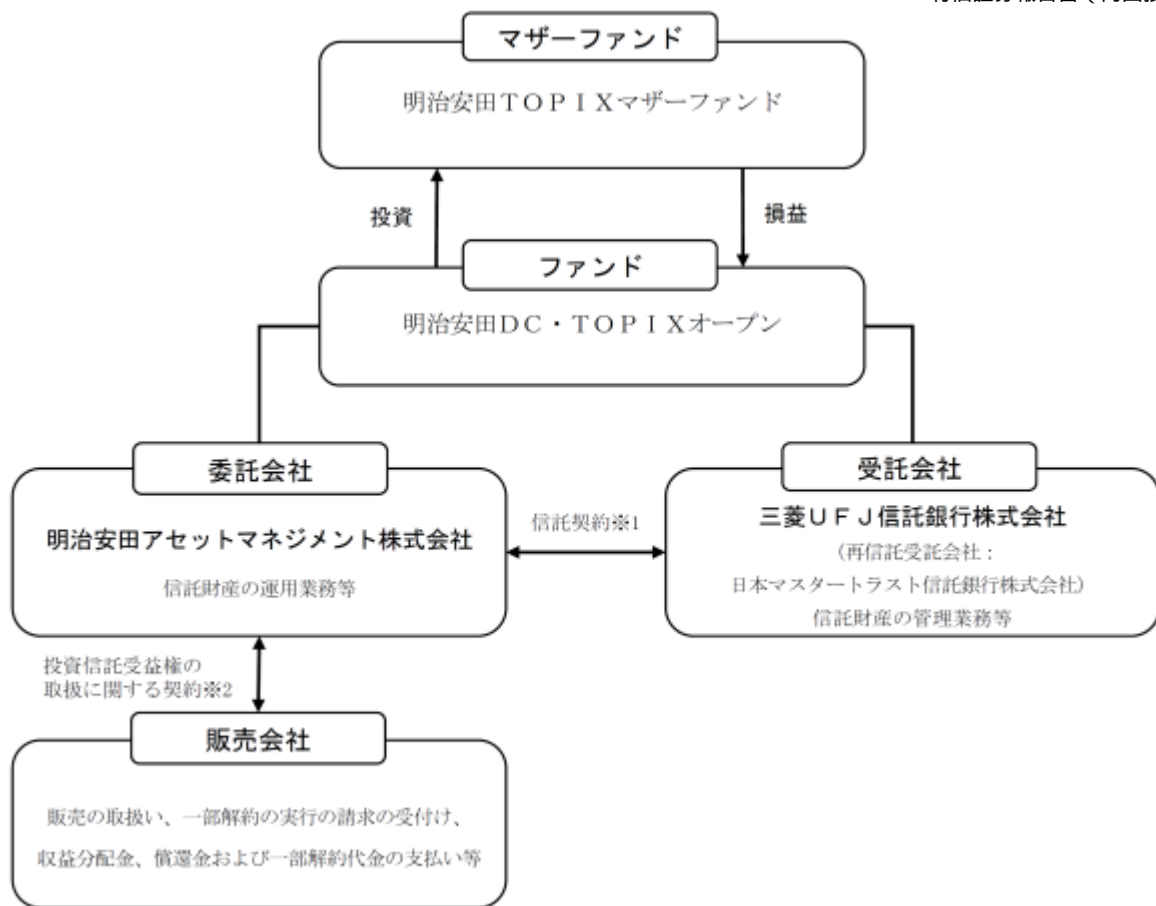 マザーファンド
明治安田ＴＯＰＩＸマザーファンド
投資
損益
ファンド
明治安田ＤＣ・ＴＯＰＩＸオープン
委託会社
明治安田アセットマネジメント株式会社
信託財産の運用業務等
信託契約※1
受託会社
三菱ＵＦＪ信託銀行株式会社
（再信託受託会社：
日本マスタートラスト信託銀行株式会社）
信託財産の管理業務等
投資信託受益権の
取扱に関する契約※2
販売会社
販売の取扱い、一部解約の実行の請求の受付け、
収益分配金、償還金および一部解約代金の支払い等